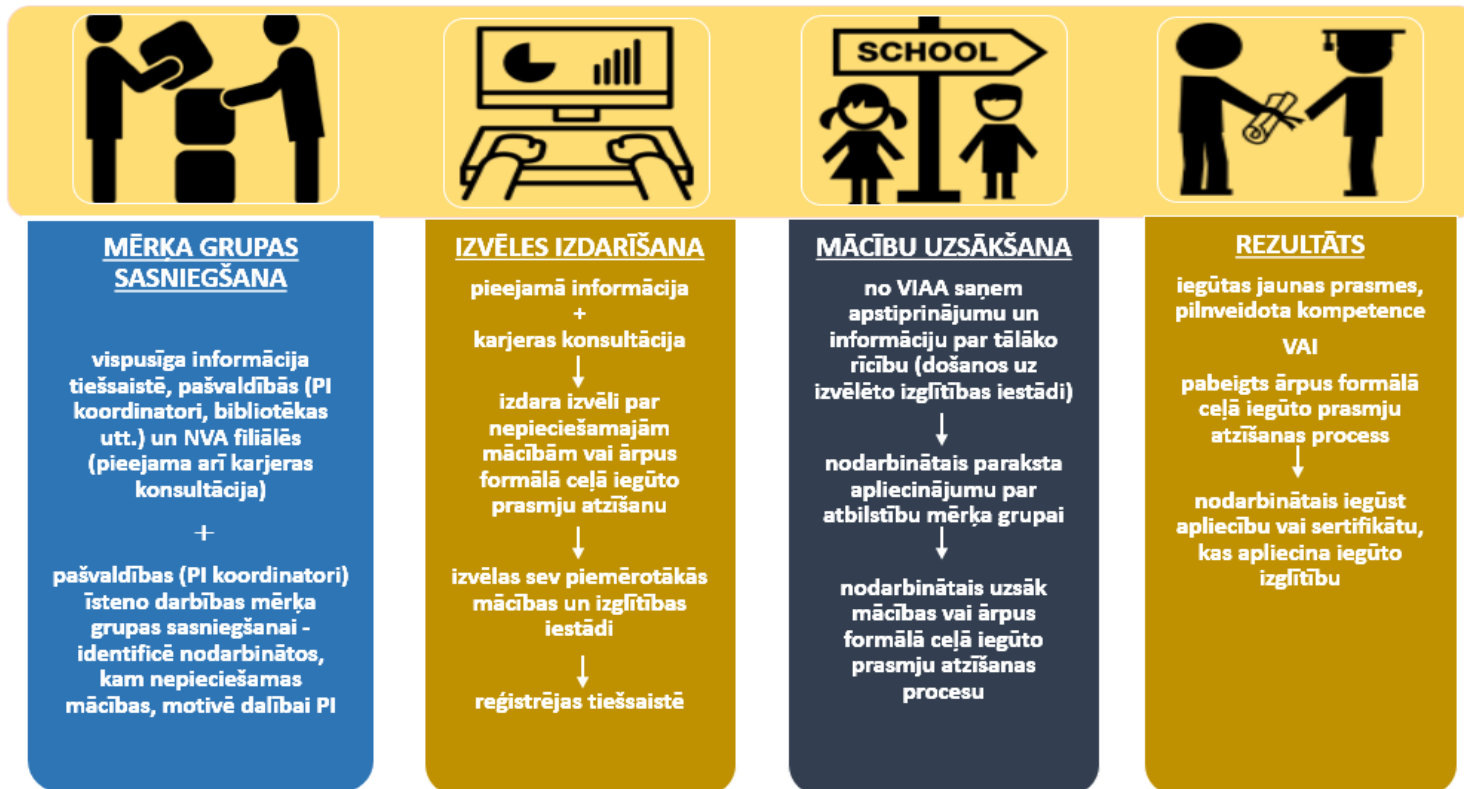 SCHOOL
MĒRĶA GRUPAS
SASNIEGŠANA
vispusīga informācija
tiešsaistē, pašvaldībās (PI
koordinatori, bibliotēkas
utt.) un NVA filiālēs
(pieejama arī karjeras
konsultācija)
+
pašvaldības (PI koordinatori)
īsteno darbības mērķa
grupas sasniegšanai -
identificē nodarbinātos,
kam nepieciešamas
mācības, motivē dalībai PI
IZVĒLES IZDARĪŠANA
pieejamā informācija
+
karjeras konsultācija
izdara izvēli par
nepieciešamajām
mācībām vai ārpus
formālā ceļā iegūto
prasmju atzīšanu
izvēlas sev piemērotākās
mācības un izglītības
iestādi
reģistrējas tiešsaistē
MĀCĪBU UZSĀKŠANA
no VIAA saņem
apstiprinājumu un
informāciju par tālāko
rīcību (došanos uz
izvēlēto izglītības iestādi)
nodarbinātais paraksta
apliecinājumu par
atbilstību mērķa grupai
nodarbinātais uzsāk
mācības vai ārpus
formālā ceļā iegūto
prasmju atzīšanas
procesu
REZULTĀTS
iegūtas jaunas prasmes,
pilnveidota kompetence
VAI
pabeigts ārpus formālā
ceļā iegūto prasmju
atzīšanas process
nodarbinātais iegūst
apliecību vai sertifikātu,
kas apliecina iegūto
izglītību